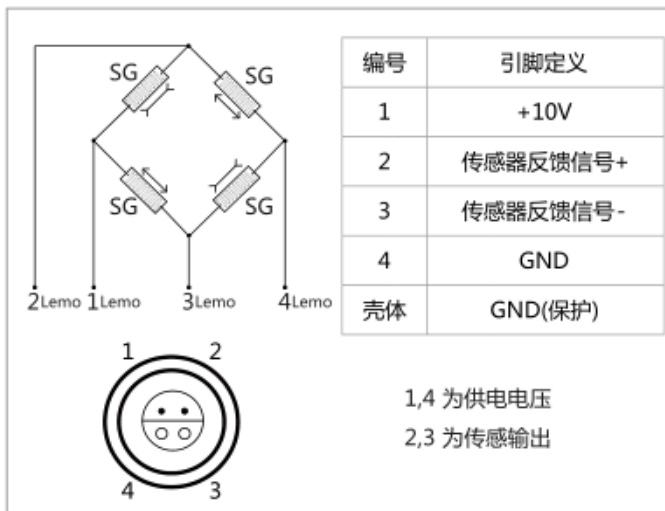 SG SG
SG SG
2Lemo 1Lemo 3Lemo 4Lemo
编号 引脚定义
1 +10V
2 传感器反馈信号+
3 传感器反馈信号-
4 GND
壳体 GND(保护)
1 2
4 3
1,4 为供电电压
2,3 为传感输出